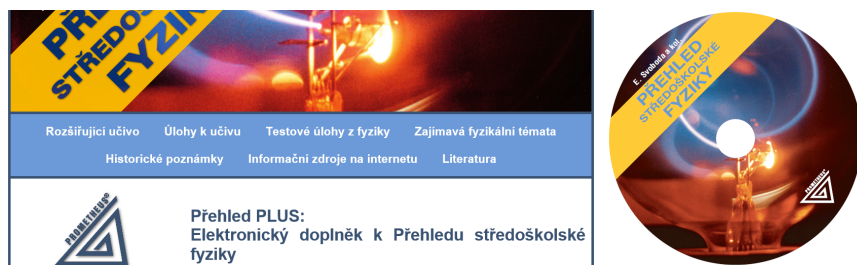 PŘEHLED
STŘEDOŠKOLSKÉ
FYZIKY
Rozšiřující učivo Úlohy k učivu Testové úlohy z fyziky Zajímavá fyzikální témata
Historické poznámky Informační zdroje na internetu Literatura
PROMETHEUS®
Přehled PLUS:
Elektronický doplněk k Přehledu středoškolské
fyziky
E. Svoboda a kol.
PŘEHLED
STŘEDOŠKOLSKÉ
FYZIKY
PROMETHEUS®